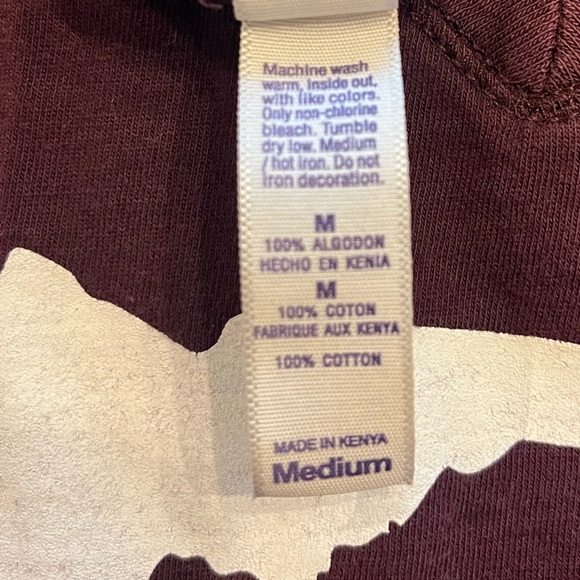 Machine wash
warm, inside out,
with like colors.
Only non-chlorine
bleach. Tumble
dry low. Medium
/ hot iron. Do not
iron decoration.
M
100% ALGODON
HECHO EN KENIA
M
100% COTON
FABRIQUE AUX KENYA
100% COTTON
MADE IN KENYA
Medium